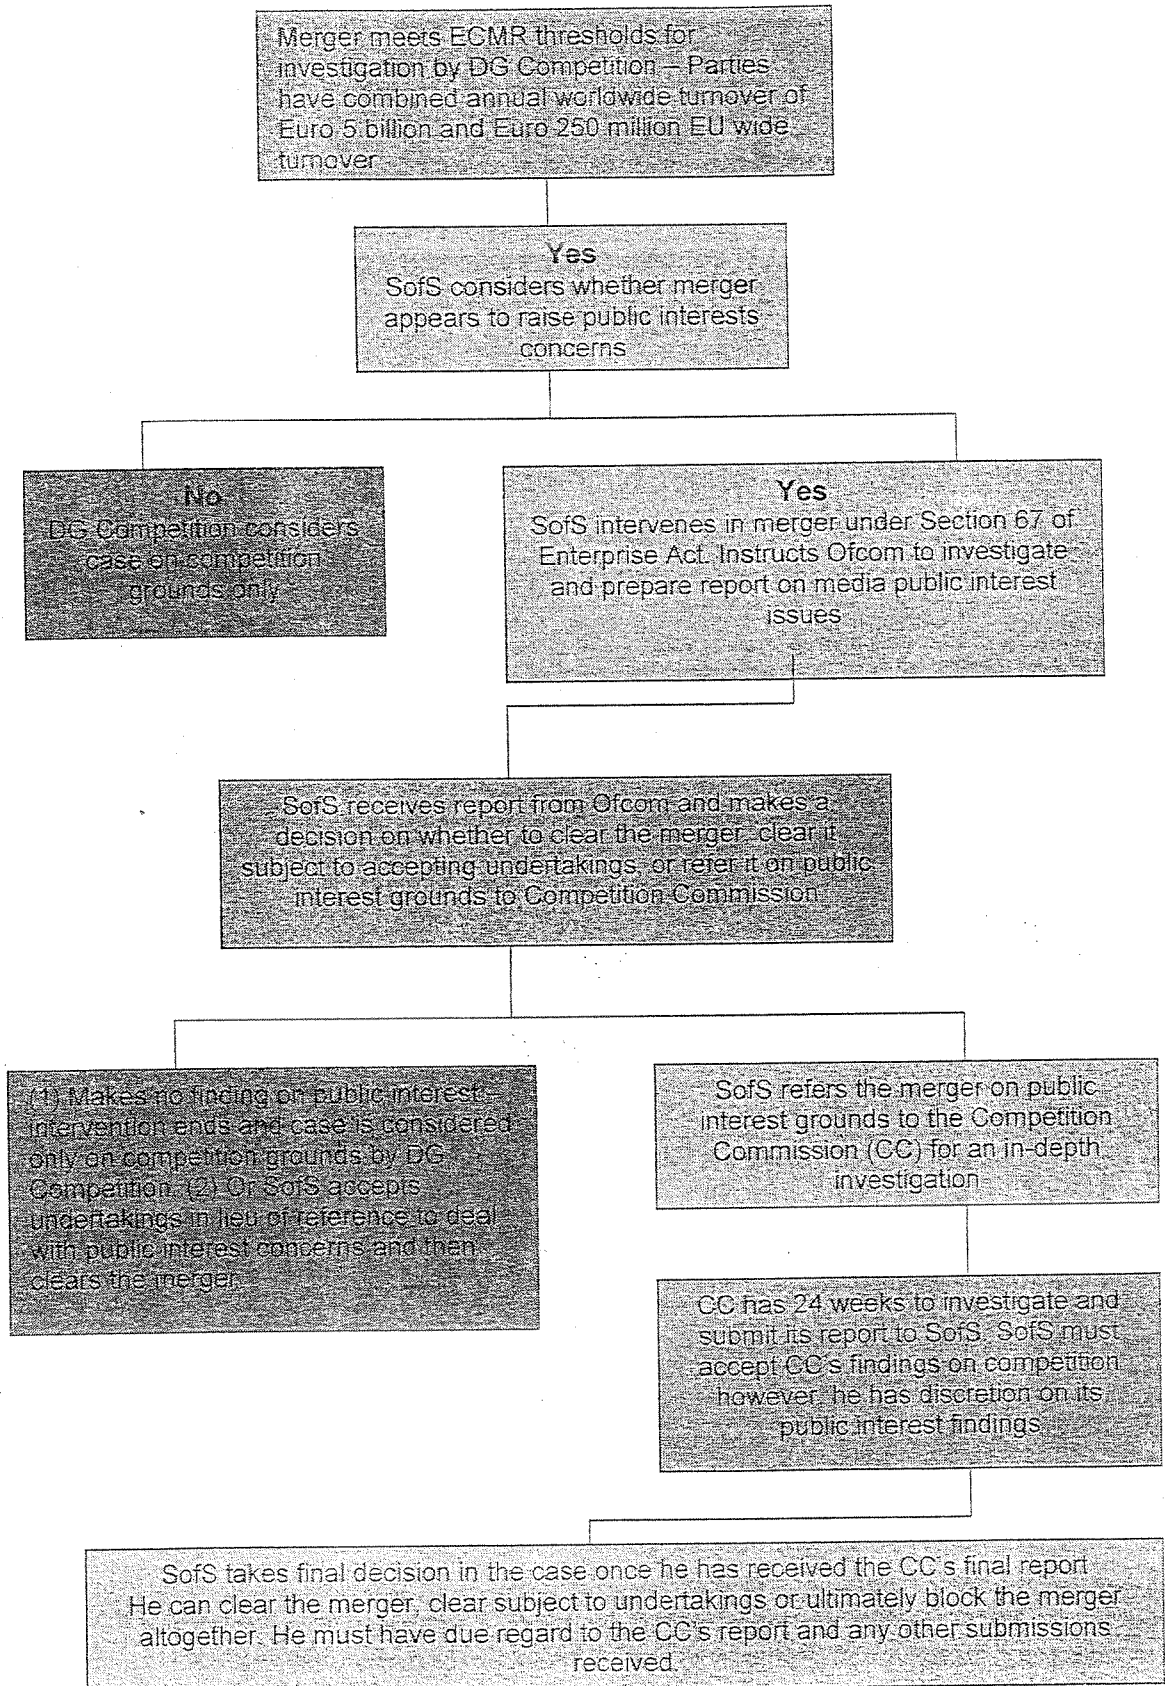 Merger meets ECMR thresholds for
investigation by DG Competition – Parties
have combined annual worldwide turnover of
Euro 5 billion and Euro 250 million EU wide
turnover
Yes
SofS considers whether merger
appears to raise public interests
concerns
No
DG Competition considers
case on competition
grounds only
Yes
SofS intervenes in merger under Section 67 of
Enterprise Act. Instructs Ofcom to investigate
and prepare report on media public interest
issues
SofS receives report from Ofcom and makes a
decision on whether to clear the merger, clear it
subject to accepting undertakings, or refer it on public
interest grounds to Competition Commission
(1) Makes no finding on public interest –
intervention ends and case is considered
only on competition grounds by DG
Competition. (2) Or SofS accepts
undertakings in lieu of reference to deal
with public interest concerns and then
clears the merger.
SofS refers the merger on public
interest grounds to the Competition
Commission (CC) for an in-depth
investigation
CC has 24 weeks to investigate and
submit its report to SofS. SofS must
accept CC's findings on competition
however, he has discretion on its
public interest findings
SofS takes final decision in the case once he has received the CC's final report
He can clear the merger, clear subject to undertakings or ultimately block the merger
altogether. He must have due regard to the CC's report and any other submissions
received.